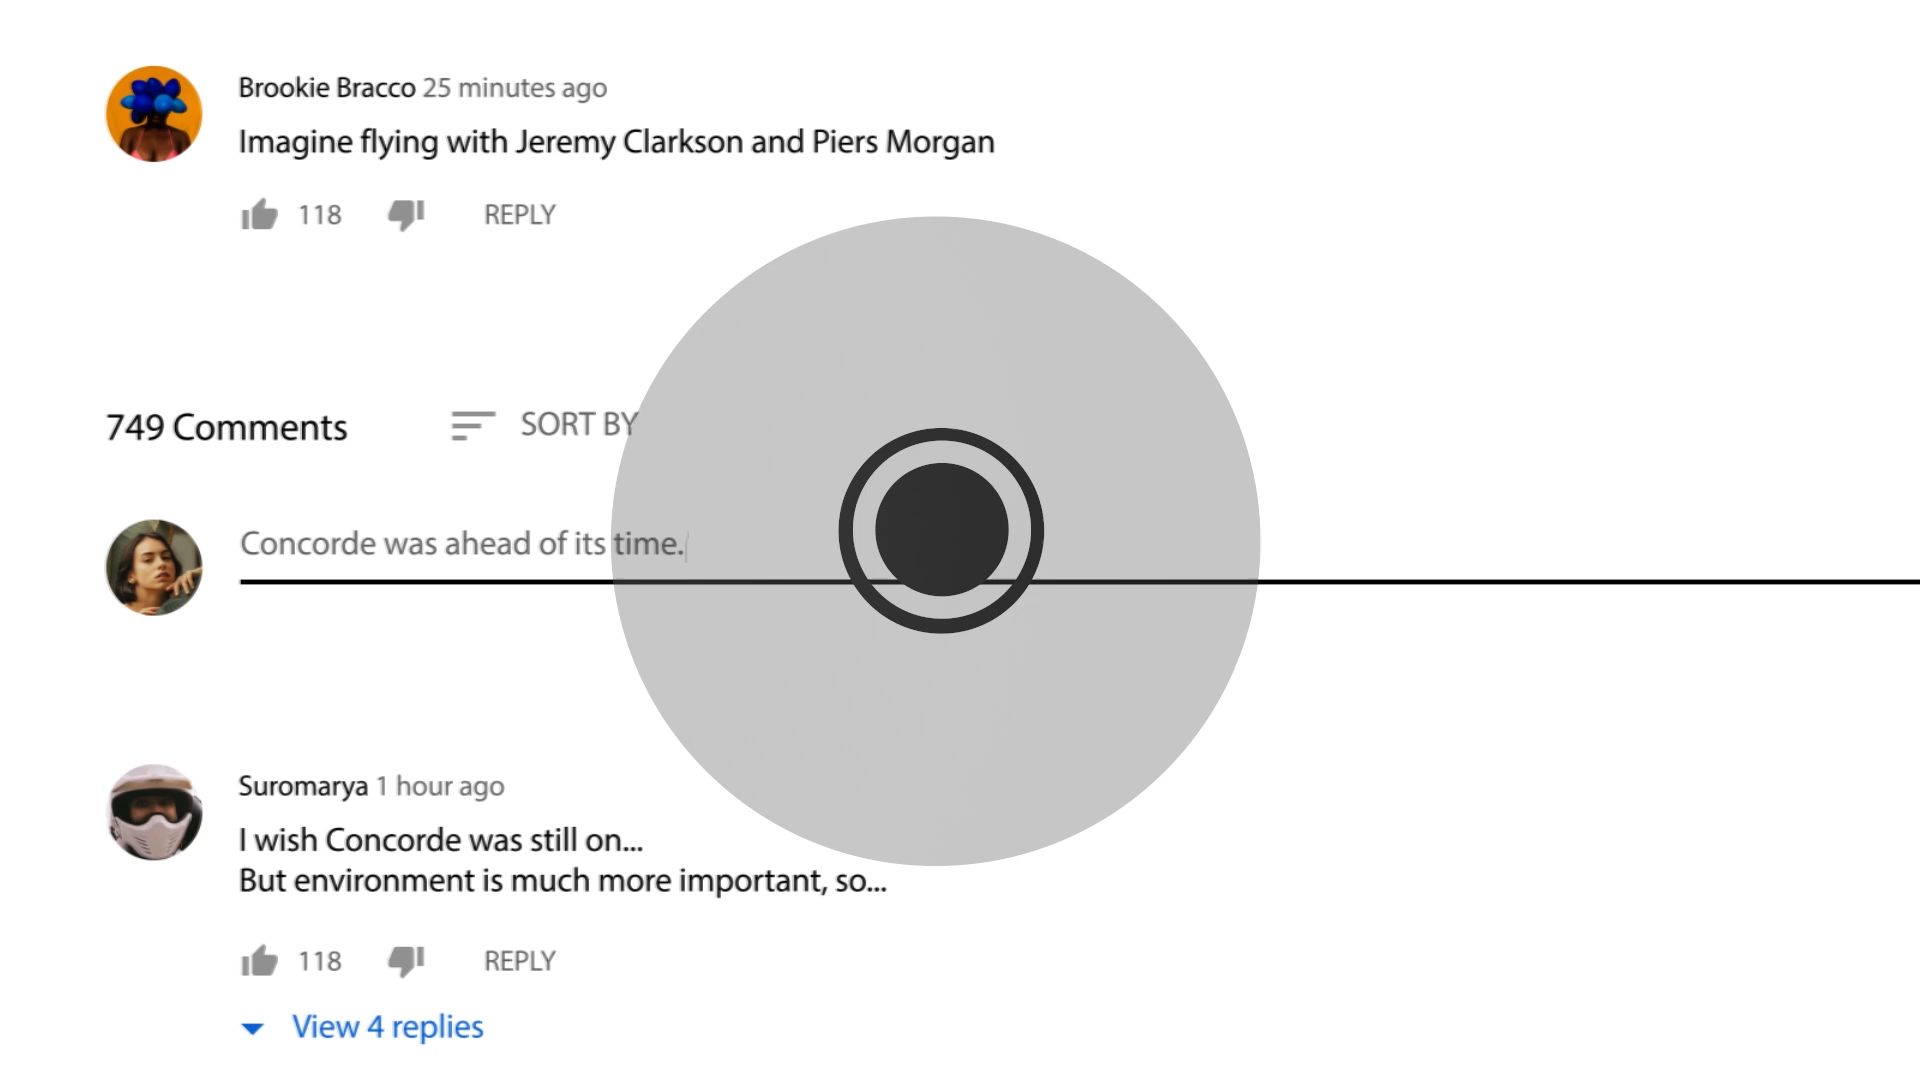 Brookie Bracco 25 minutes ago
Imagine flying with Jeremy Clarkson and Piers Morgan
118 REPLY
749 Comments SORT BY
Concorde was ahead of its time.
Suromarya 1 hour ago
I wish Concorde was still on...
But environment is much more important, so...
118 REPLY
View 4 replies